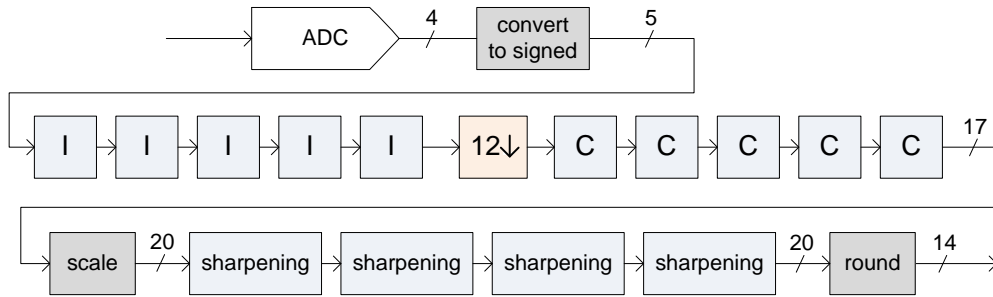 ADC
4
convert
to signed
5
I I I I I 12↓ C C C C C 17
scale 20 sharpening sharpening sharpening sharpening 20 round 14